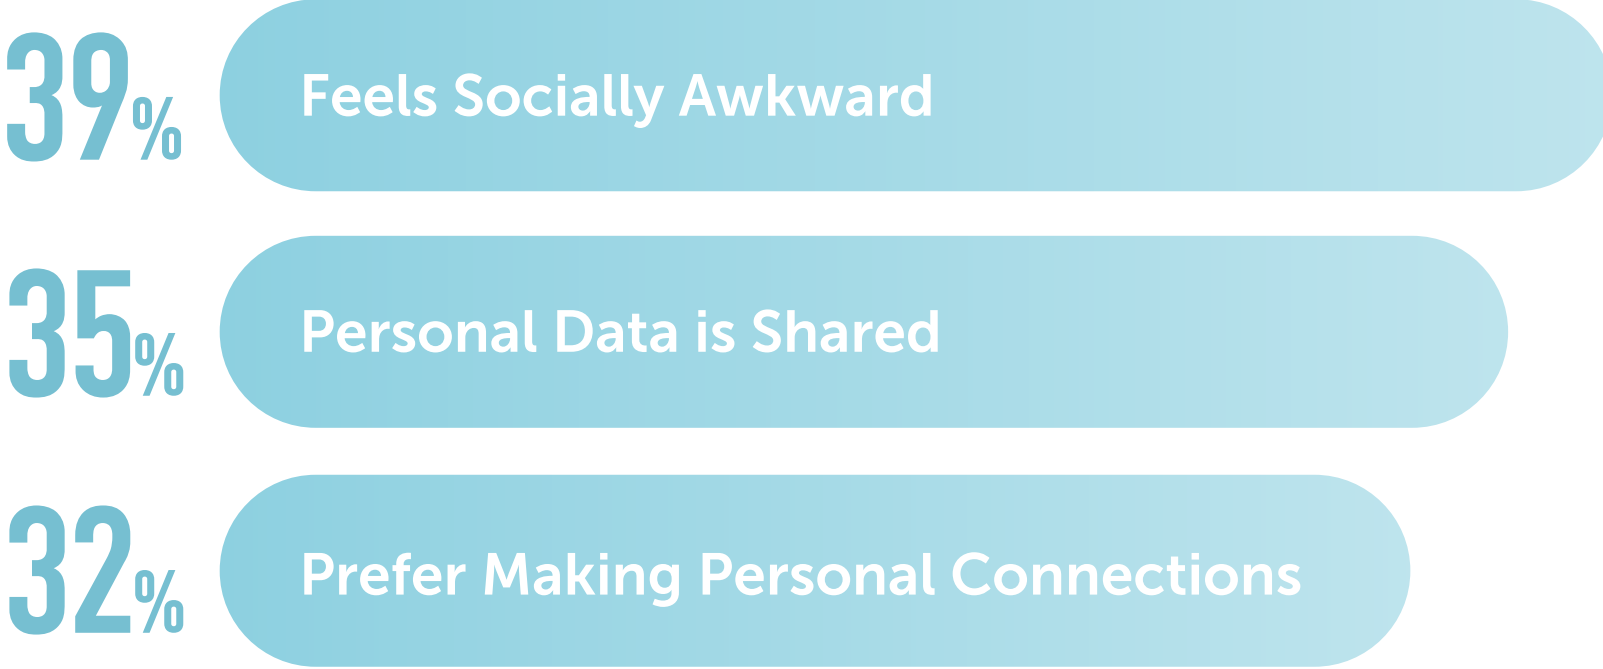 39% Feels Socially Awkward
35% Personal Data is Shared
32% Prefer Making Personal Connections